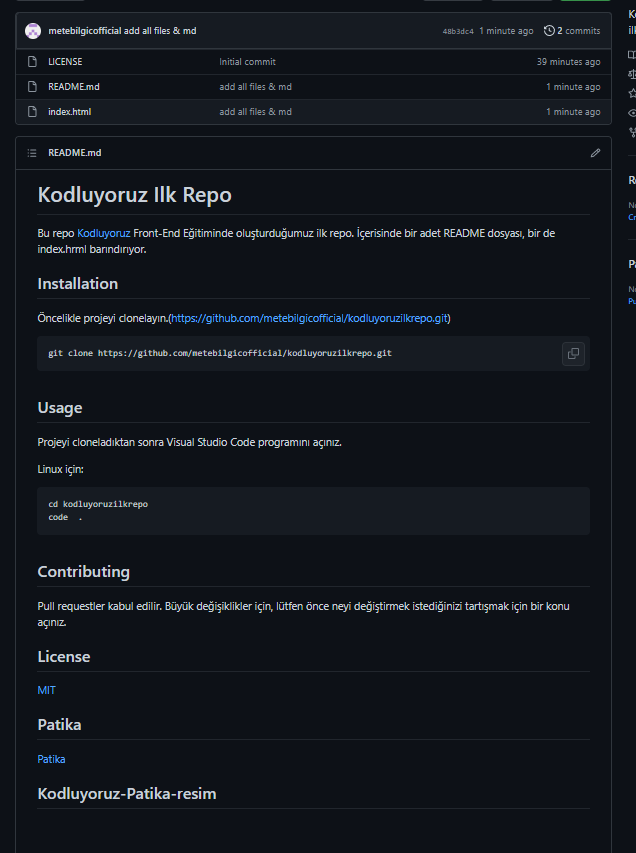 metebilgicofficial add all files & md 48b3dc4 1 minute ago 2 commits
LICENSE Initial commit 39 minutes ago
README.md add all files & md 1 minute ago
index.html add all files & md 1 minute ago
README.md
Kodluyoruz Ilk Repo
Bu repo Kodluyoruz Front-End Eğitiminde oluşturduğumuz ilk repo. İçerisinde bir adet README dosyası, bir de
index.hrml barındırıyor.
Installation
Öncelikle projeyi clonelayın.(https://github.com/metebilgicofficial/kodluyoruzilkrepo.git)
git clone https://github.com/metebilgicofficial/kodluyoruzilkrepo.git
Usage
Projeyi cloneladıktan sonra Visual Studio Code programını açınız.
Linux için:
cd kodluyoruzilkrepo
code .
Contributing
Pull requestler kabul edilir. Büyük değişiklikler için, lütfen önce neyi değiştirmek istediğinizi tartışmak için bir konu
açınız.
License
MIT
Patika
Patika
Kodluyoruz-Patika-resim